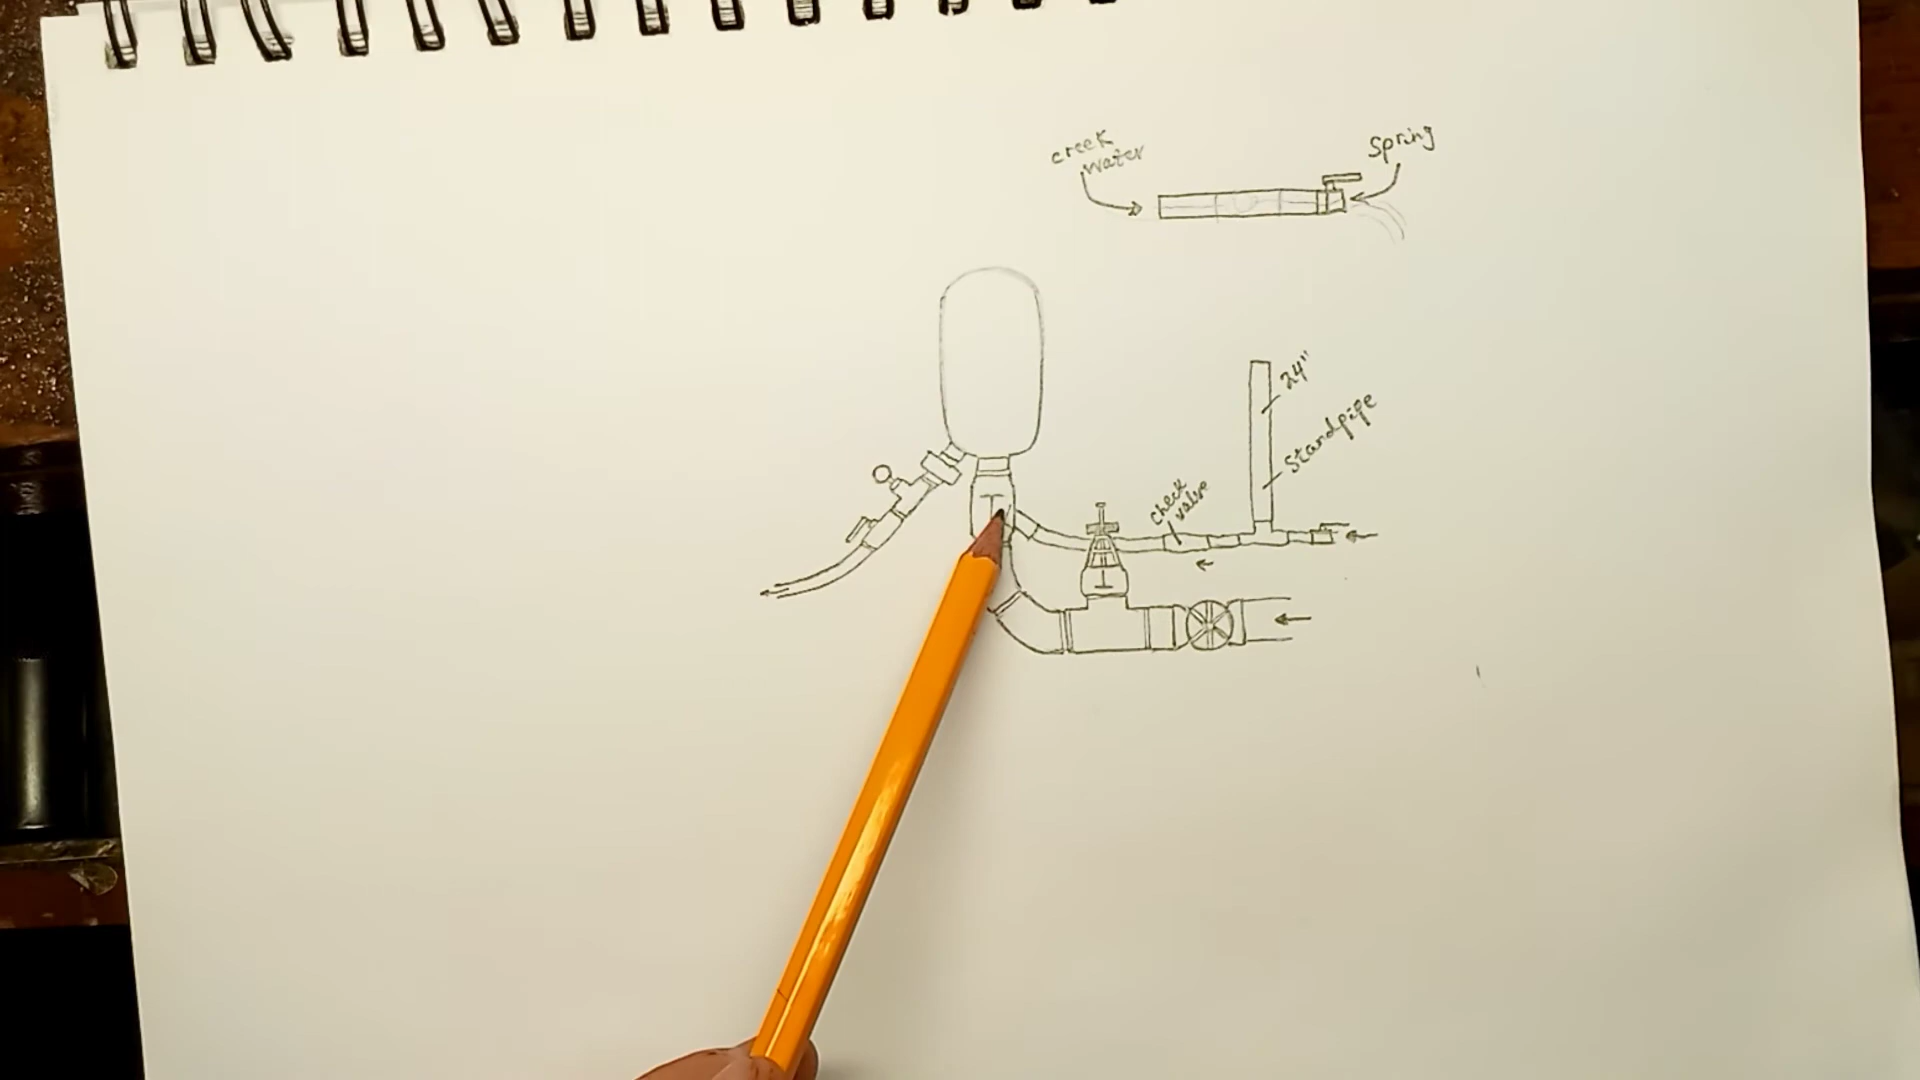 creek
water
Spring
24"
Standpipe
check
valve